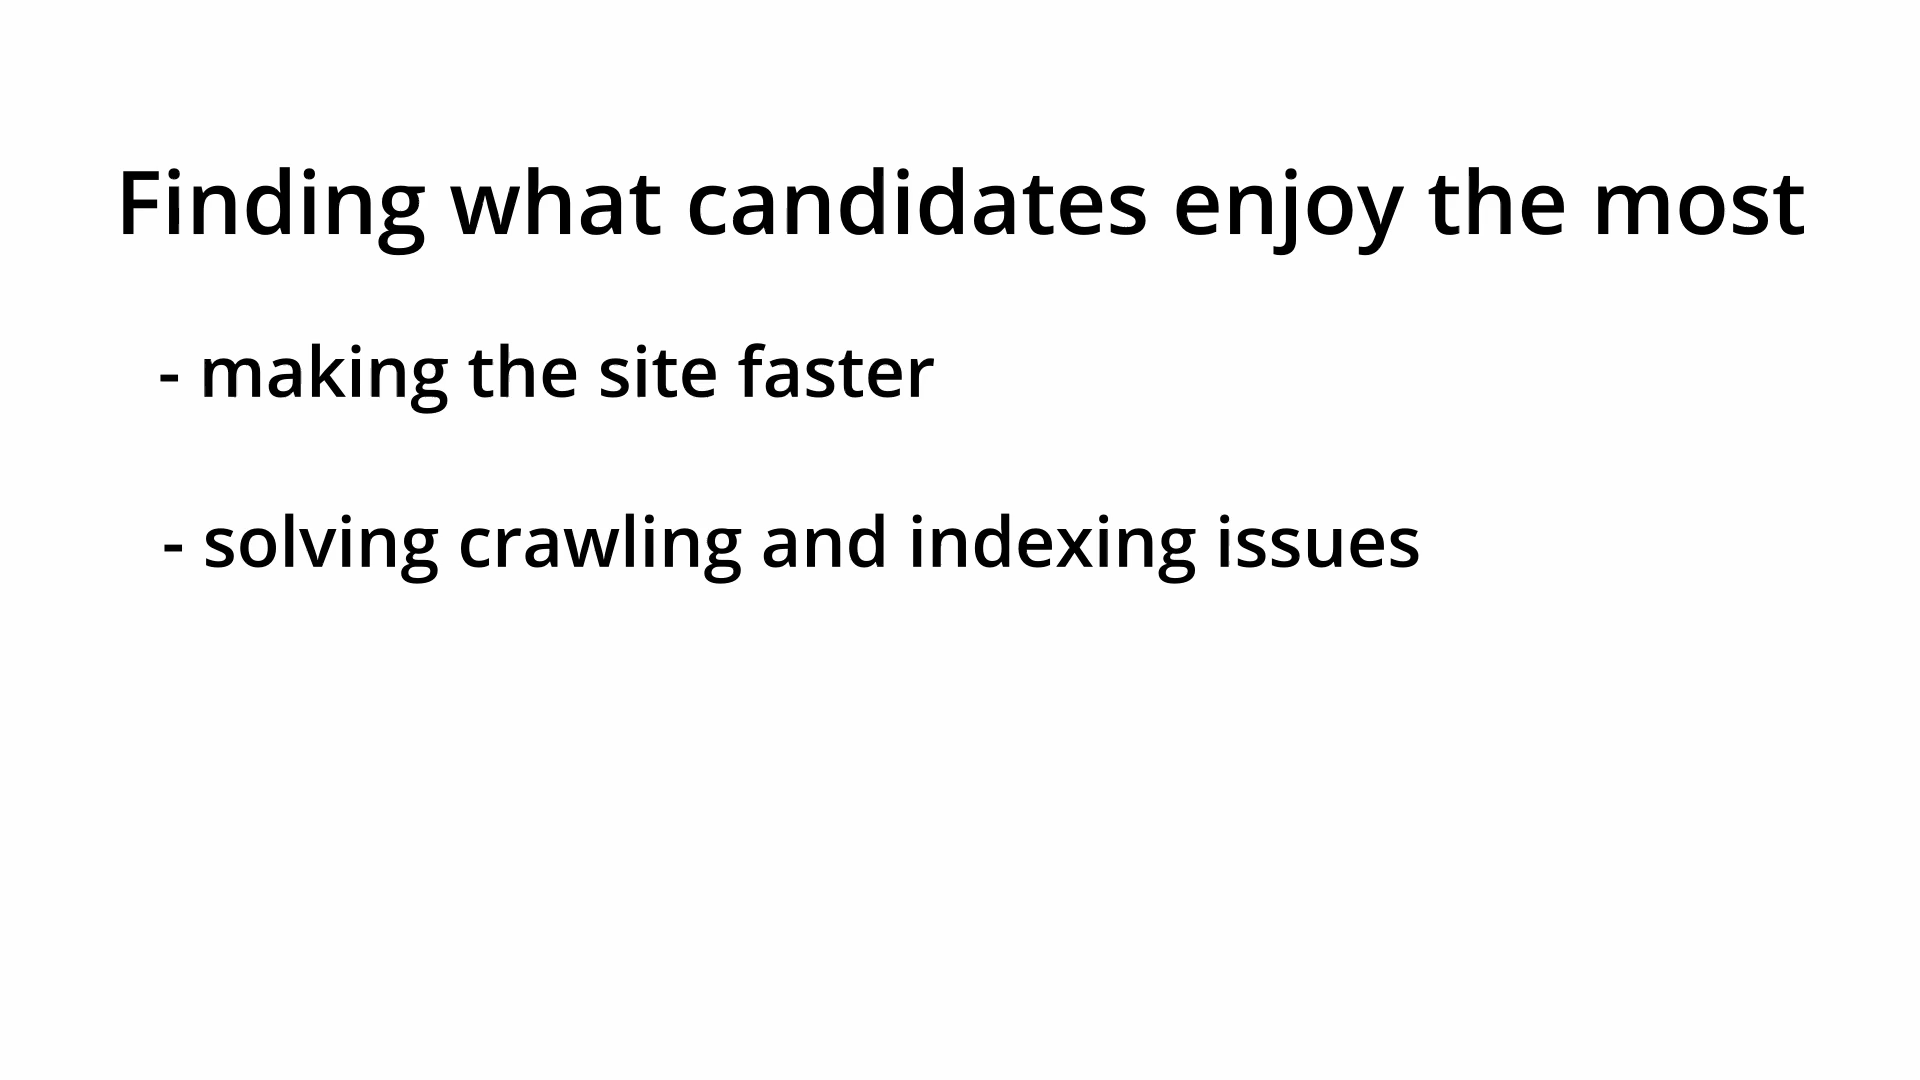 Finding what candidates enjoy the most
- making the site faster
- solving crawling and indexing issues